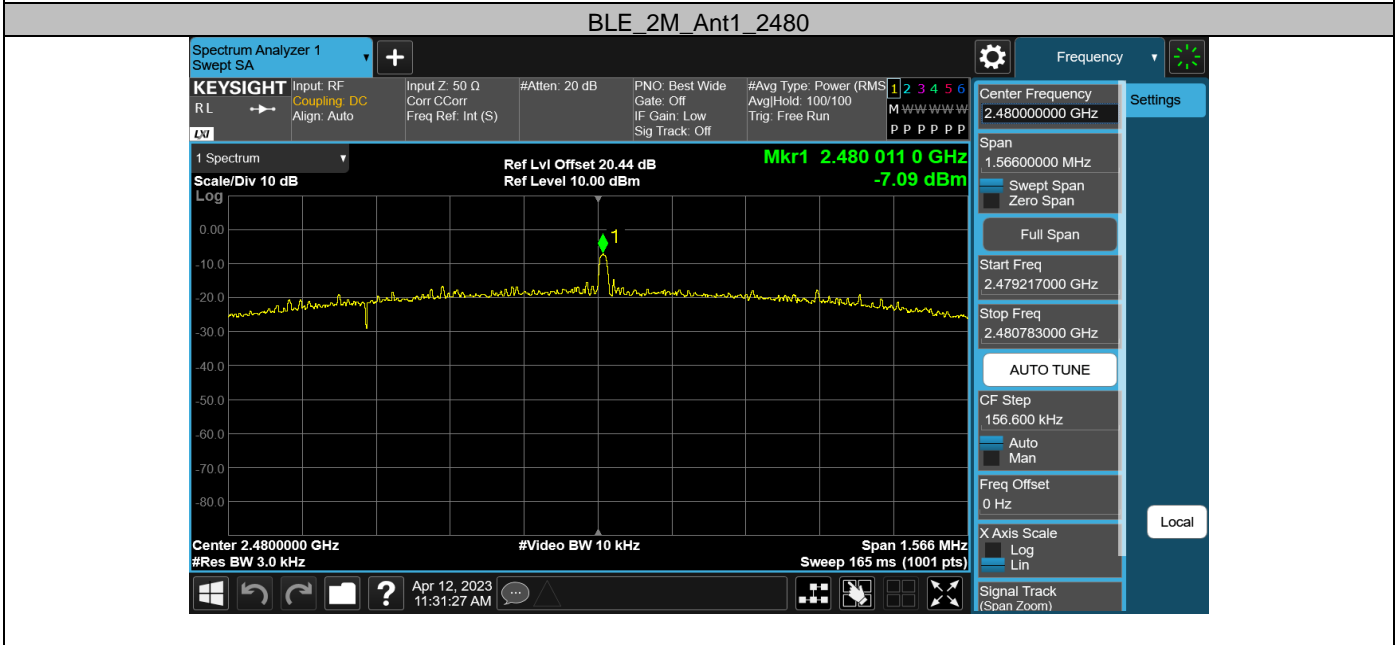 BLE_2M_Ant1_2480
Spectrum Analyzer 1
Swept SA
+
Frequency
KEYSIGHT
RL
LXI
Input: RF
Coupling: DC
Align: Auto
Input Z: 50 Ω
Corr CCorr
Freq Ref: Int (S)
#Atten: 20 dB
PNO: Best Wide
Gate: Off
IF Gain: Low
Sig Track: Off
#Avg Type: Power (RMS
Avg|Hold: 100/100
Trig: Free Run
1 2 3 4 5 6
M W W W W W
P P P P P P
1 Spectrum
Scale/Div 10 dB
Log
Ref Lvl Offset 20.44 dB
Ref Level 10.00 dBm
Mkr1 2.480 011 0 GHz
-7.09 dBm
1
0.00
-10.0
-20.0
-30.0
-40.0
-50.0
-60.0
-70.0
-80.0
Center 2.4800000 GHz
#Res BW 3.0 kHz
#Video BW 10 kHz
Span 1.566 MHz
Sweep 165 ms (1001 pts)
Center Frequency
2.480000000 GHz
Span
1.56600000 MHz
Swept Span
Zero Span
Full Span
Start Freq
2.479217000 GHz
Stop Freq
2.480783000 GHz
AUTO TUNE
CF Step
156.600 kHz
Auto
Man
Freq Offset
0 Hz
X Axis Scale
Log
Lin
Signal Track
(Span Zoom)
Settings
Local
?
Apr 12, 2023
11:31:27 AM